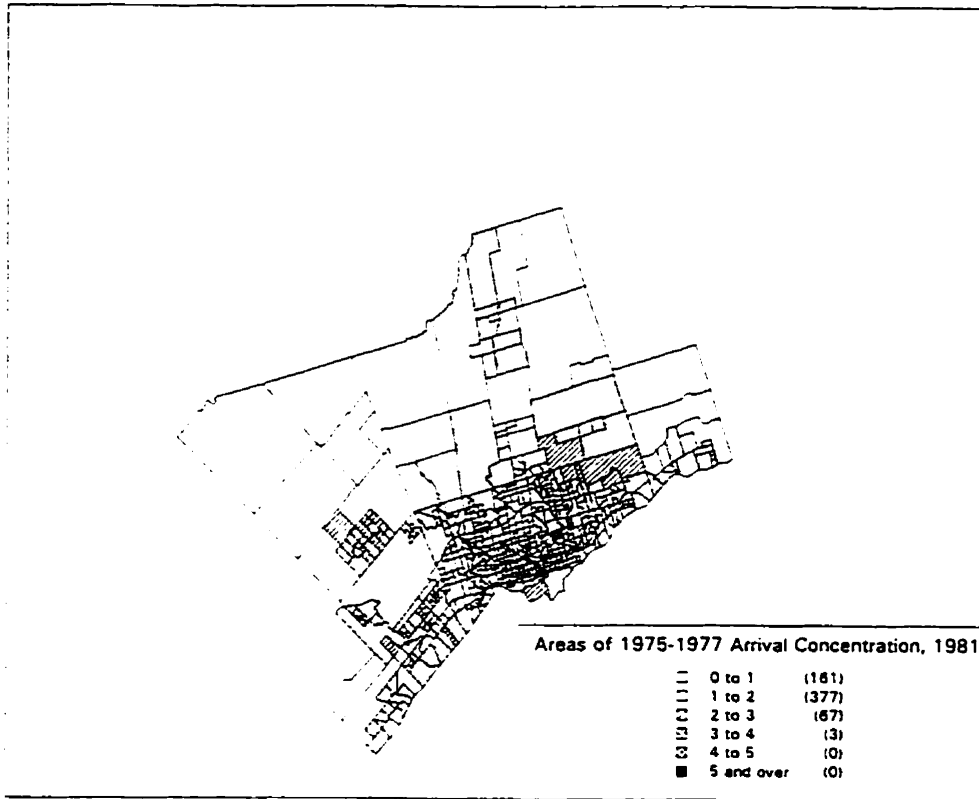 Areas of 1975-1977 Arrival Concentration, 1981
0 to 1 (161)
1 to 2 (377)
2 to 3 (67)
3 to 4 (3)
4 to 5 (0)
5 and over (0)